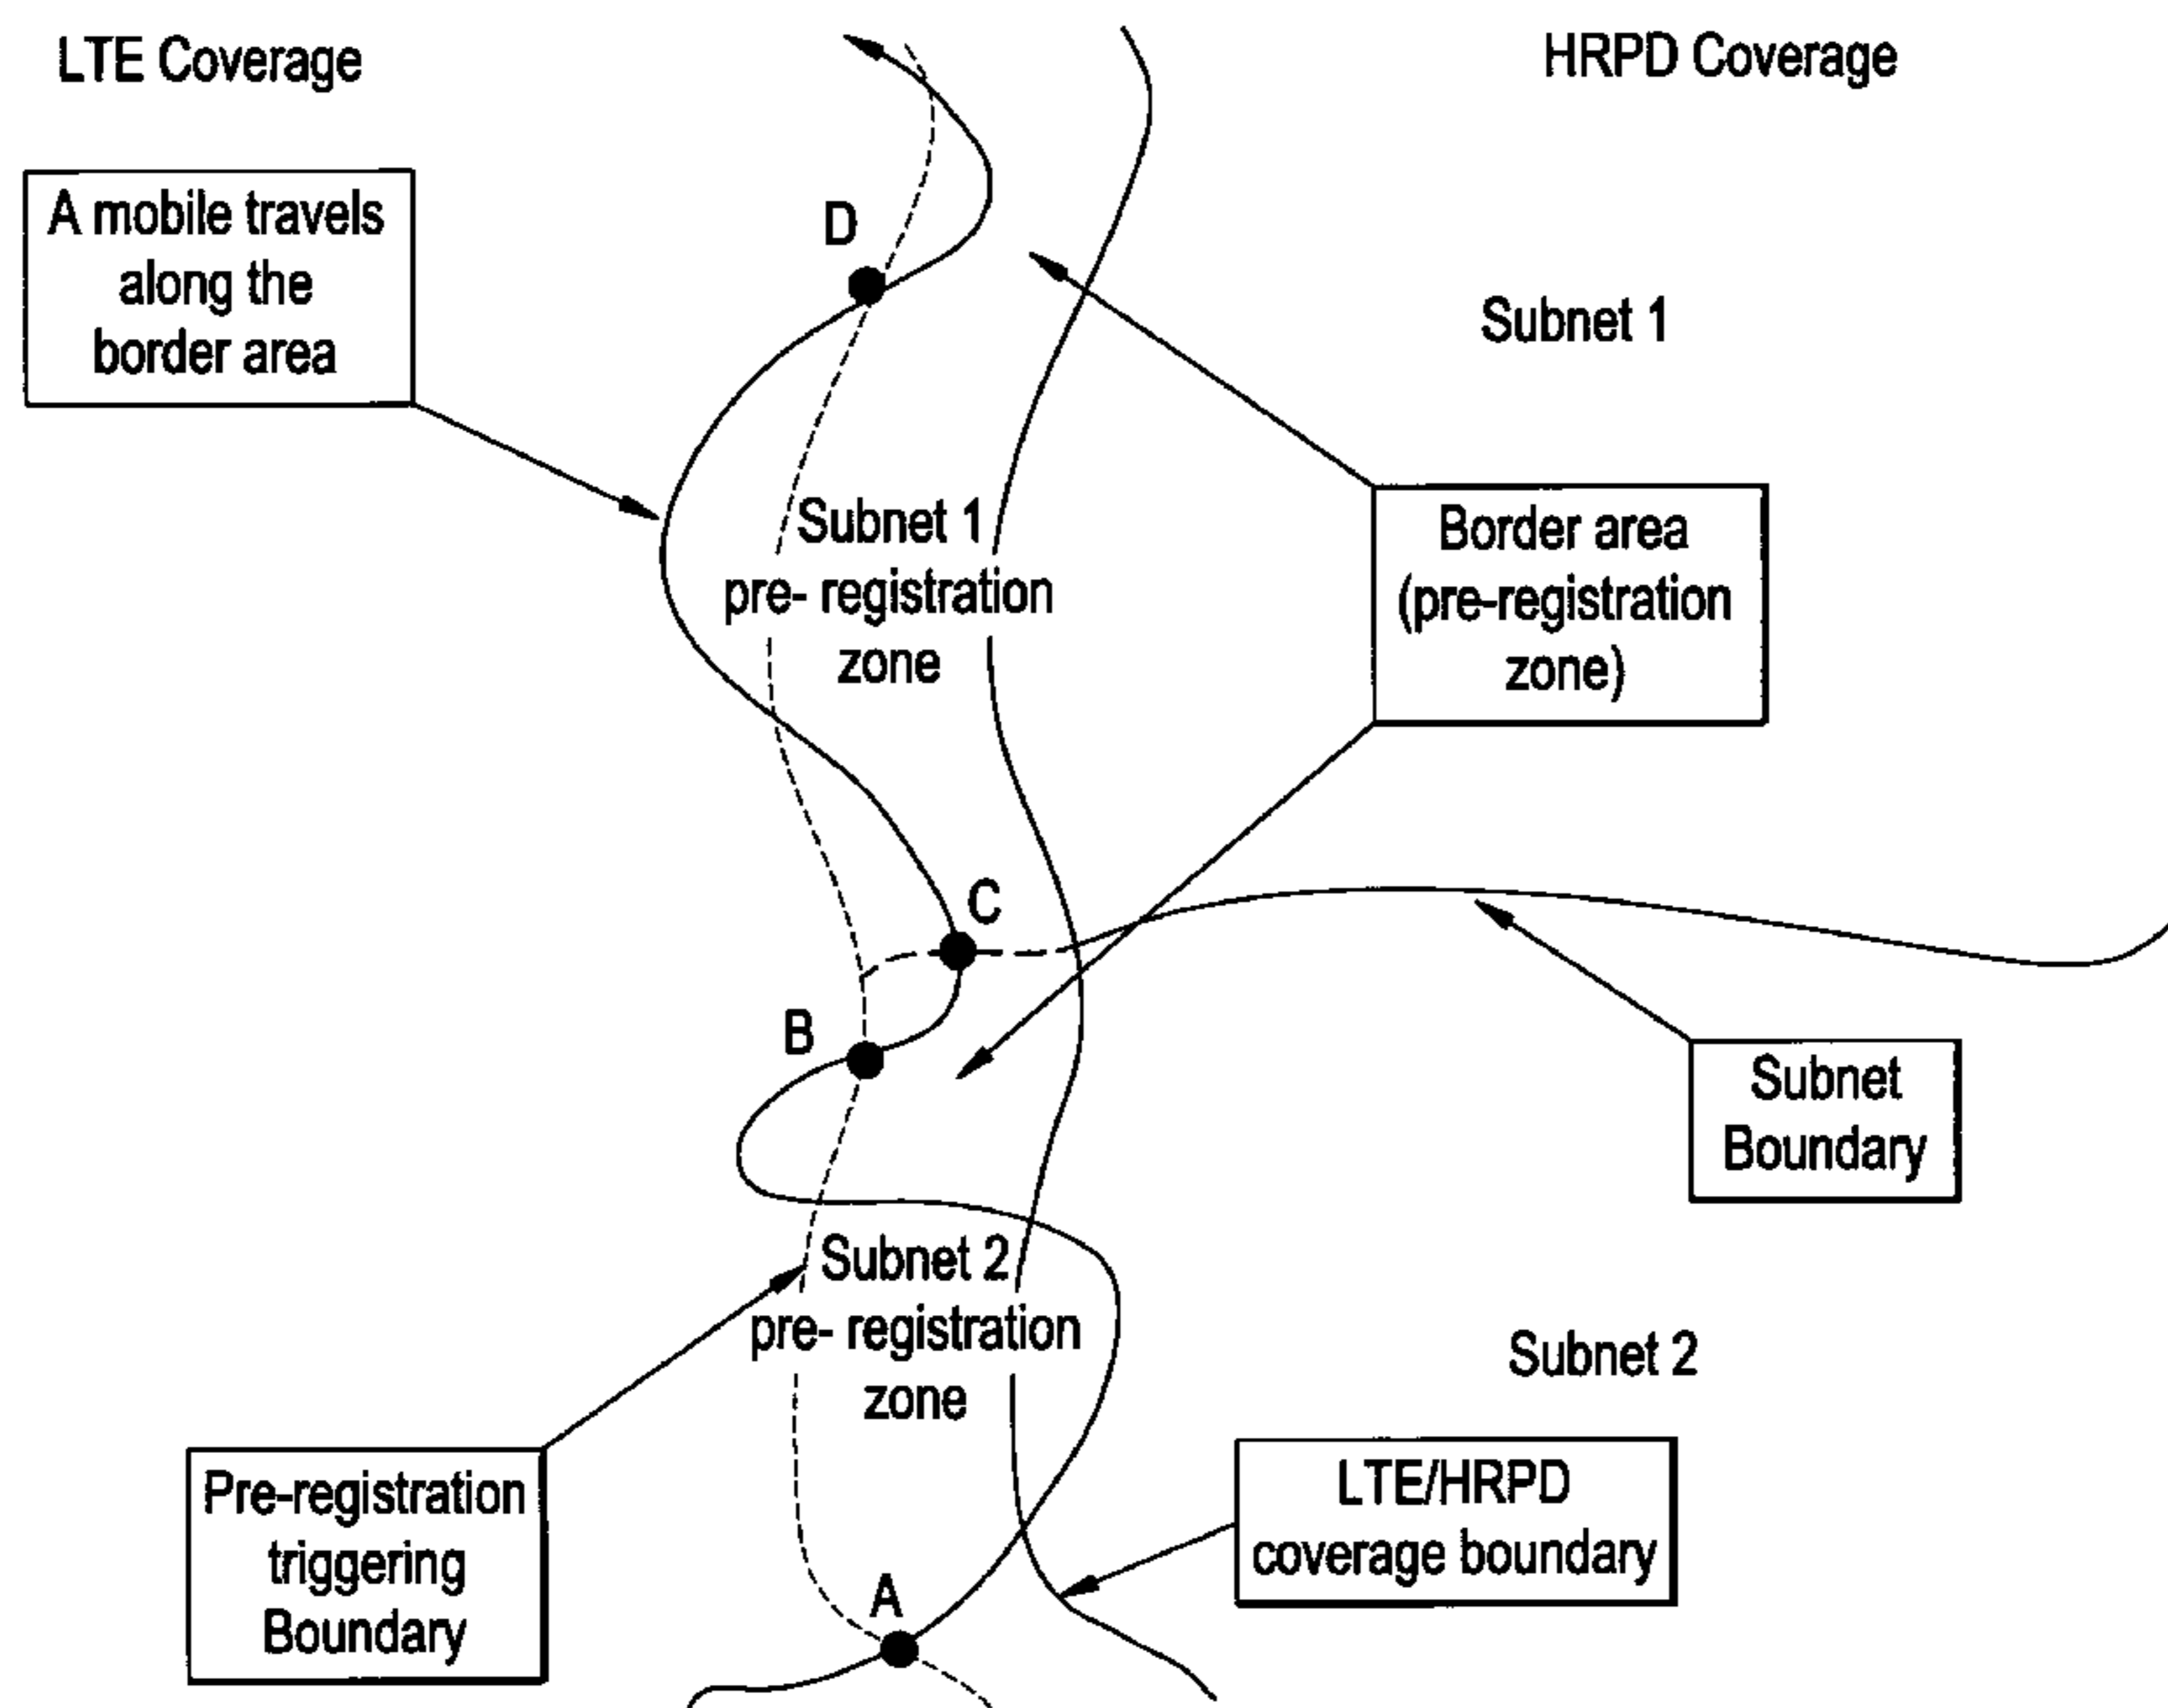 LTE Coverage
HRPD Coverage
A mobile travels
along the
border area
D
Subnet 1
Subnet 1
pre- registration
zone
Border area
(pre-registration
zone)
C
B
Subnet
Boundary
Subnet 2
pre- registration
zone
Subnet 2
Pre-registration
triggering
Boundary
LTE/HRPD
coverage boundary
A